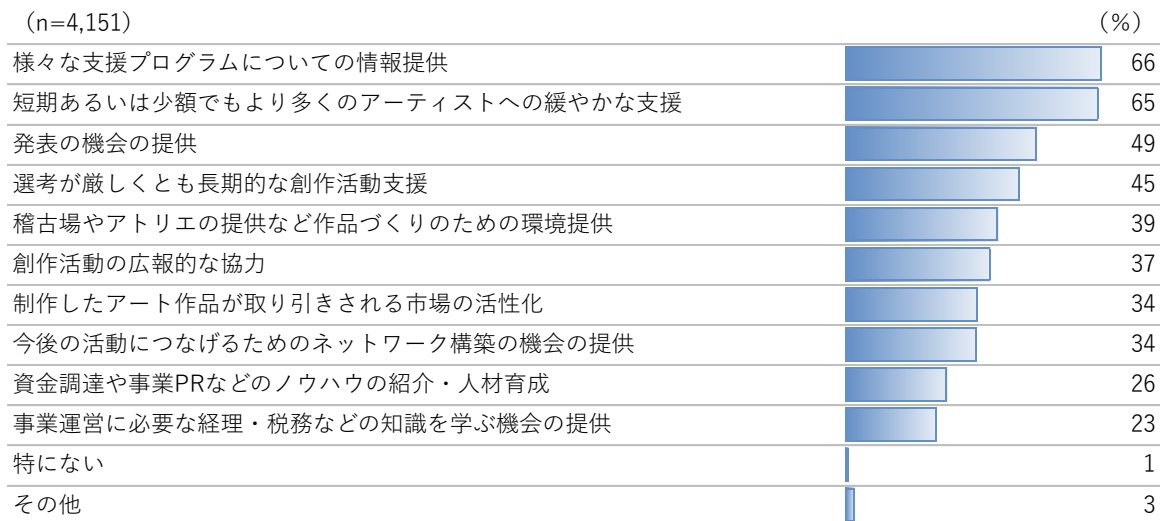 （n=4,151） （%）
様々な支援プログラムについての情報提供 66
短期あるいは少額でもより多くのアーティストへの緩やかな支援 65
発表の機会の提供 49
選考が厳しくとも長期的な創作活動支援 45
稽古場やアトリエの提供など作品づくりのための環境提供 39
創作活動の広報的な協力 37
制作したアート作品が取り引きされる市場の活性化 34
今後の活動につなげるためのネットワーク構築の機会の提供 34
資金調達や事業PRなどのノウハウの紹介・人材育成 26
事業運営に必要な経理・税務などの知識を学ぶ機会の提供 23
特にない 1
その他 3